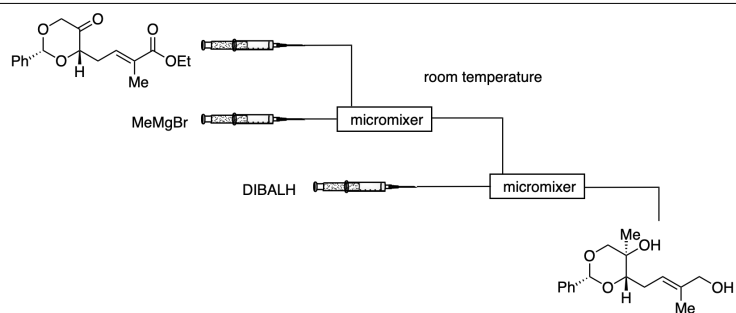 O
O
O
Ph
O
H
Me
O
OEt
room temperature
MeMgBr
micromixer
DIBALH
micromixer
Me
OH
O
Ph
O
H
Me
OH